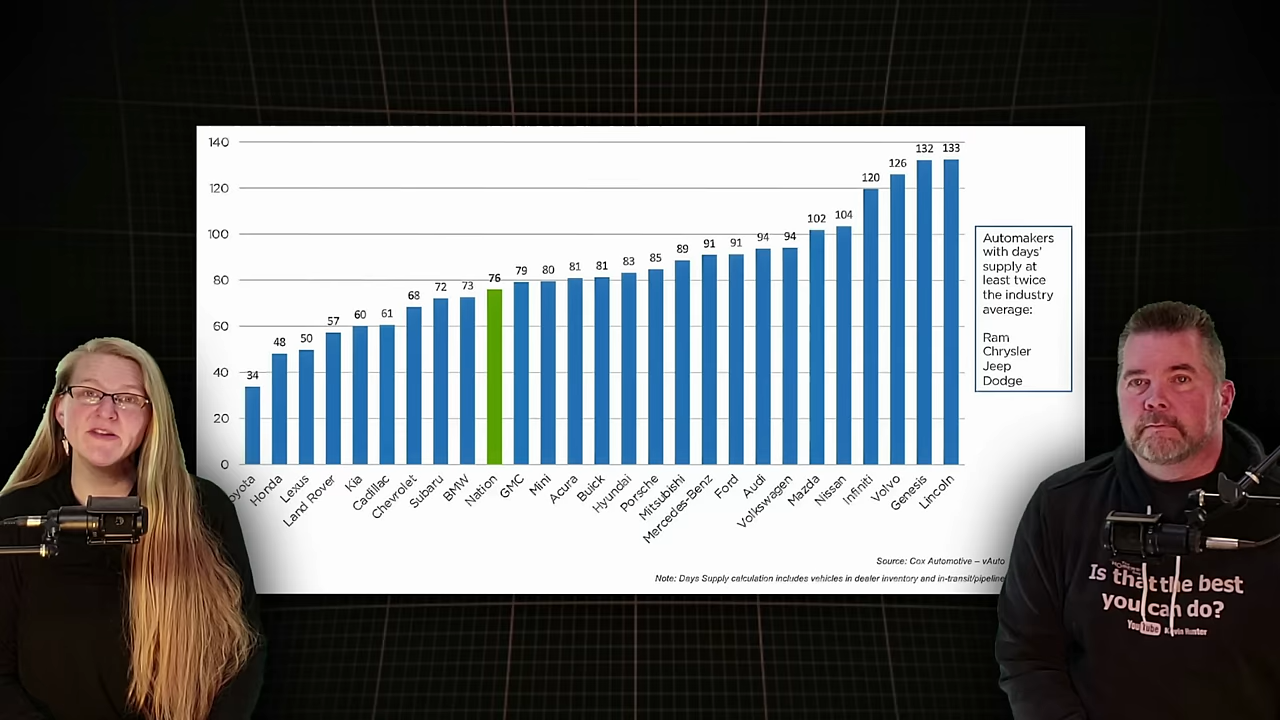 140
120
100
80
60
40
20
0
34
48
50
57
60
61
68
72
73
76
79
80
81
81
83
85
89
91
91
94
94
102
104
120
126
132
133
oyota
Honda
Lexus
Land Rover
Kia
Cadillac
Chevrolet
Subaru
BMW
Nation
GMC
Mini
Acura
Buick
Hyundai
Porsche
Mitsubishi
Mercedes-Benz
Ford
Audi
Volkswagen
Mazda
Nissan
Infiniti
Volvo
Genesis
Lincoln
Automakers
with days'
supply at
least twice
the industry
average:
Ram
Chrysler
Jeep
Dodge
Source: Cox Automotive – vAuto
Note: Days Supply calculation includes vehicles in dealer inventory and in-transit/pipeline
Is that the best
you can do?
YouTube Kevin Hunter